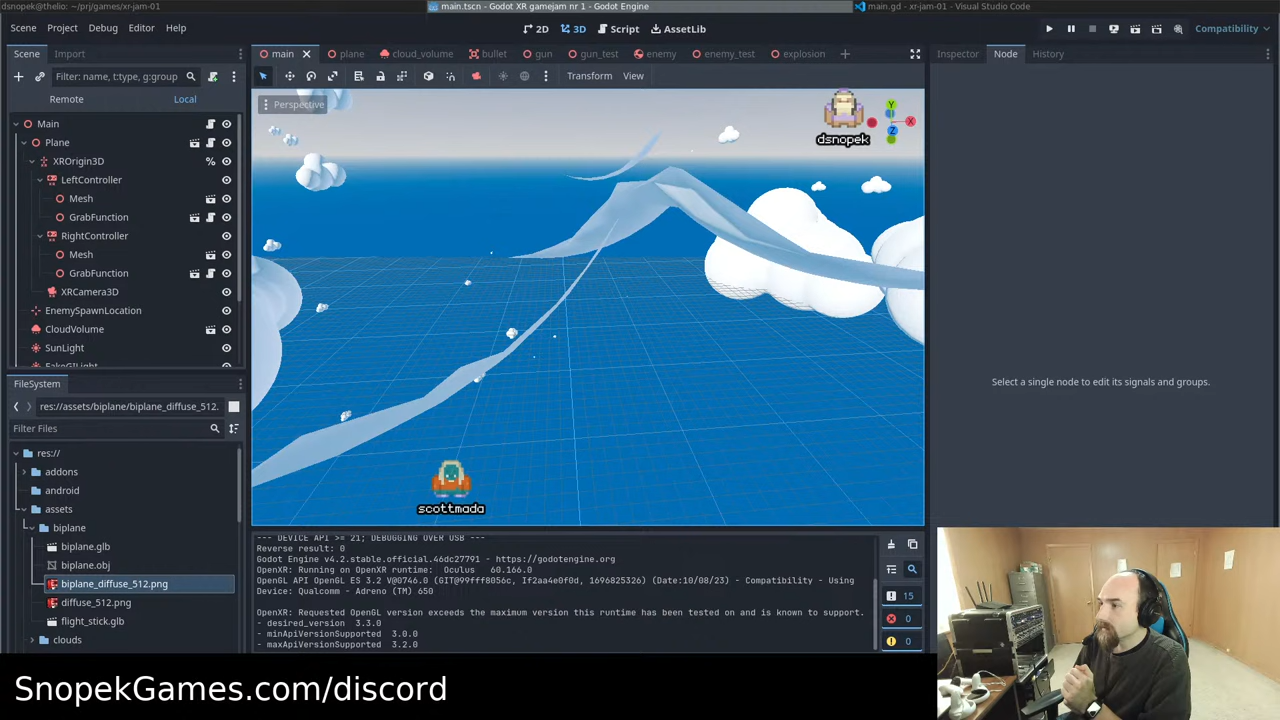 dsnopek@thelio: ~/prj/games/xr-jam-01
main.tscn - Godot XR gamejam nr 1 - Godot Engine
main.gd - xr-jam-01 - Visual Studio Code
Scene Project Debug Editor Help
2D 3D Script AssetLib
Compatibility
Scene Import
main plane cloud_volume bullet gun gun_test enemy enemy_test explosion
Inspector Node History
Filter: name, t:type, g:group
Transform View
Remote Local
Perspective
Y
X
Z
dsnopek
Main
Plane
XROrigin3D
LeftController
Mesh
GrabFunction
RightController
Mesh
GrabFunction
XRCamera3D
EnemySpawnLocation
CloudVolume
SunLight
FakeGILight
Select a single node to edit its signals and groups.
FileSystem
res://assets/biplane/biplane_diffuse_512.
Filter Files
res://
addons
android
assets
biplane
biplane.glb
biplane.obj
biplane_diffuse_512.png
diffuse_512.png
flight_stick.glb
clouds
scottmada
--- DEVICE API >= 21; DEBUGGING OVER USB ---
Reverse result: 0
Godot Engine v4.2.stable.official.46dc27791 - https://godotengine.org
OpenXR: Running on OpenXR runtime: Oculus 60.166.0
OpenGL API OpenGL ES 3.2 V@0746.0 (GIT@99fff8056c, If2aa4e0f0d, 1696825326) (Date:10/08/23) - Compatibility - Using
Device: Qualcomm - Adreno (TM) 650
OpenXR: Requested OpenGL version exceeds the maximum version this runtime has been tested on and is known to support.
- desired_version 3.3.0
- minApiVersionSupported 3.0.0
- maxApiVersionSupported 3.2.0
15
0
0
SnopekGames.com/discord